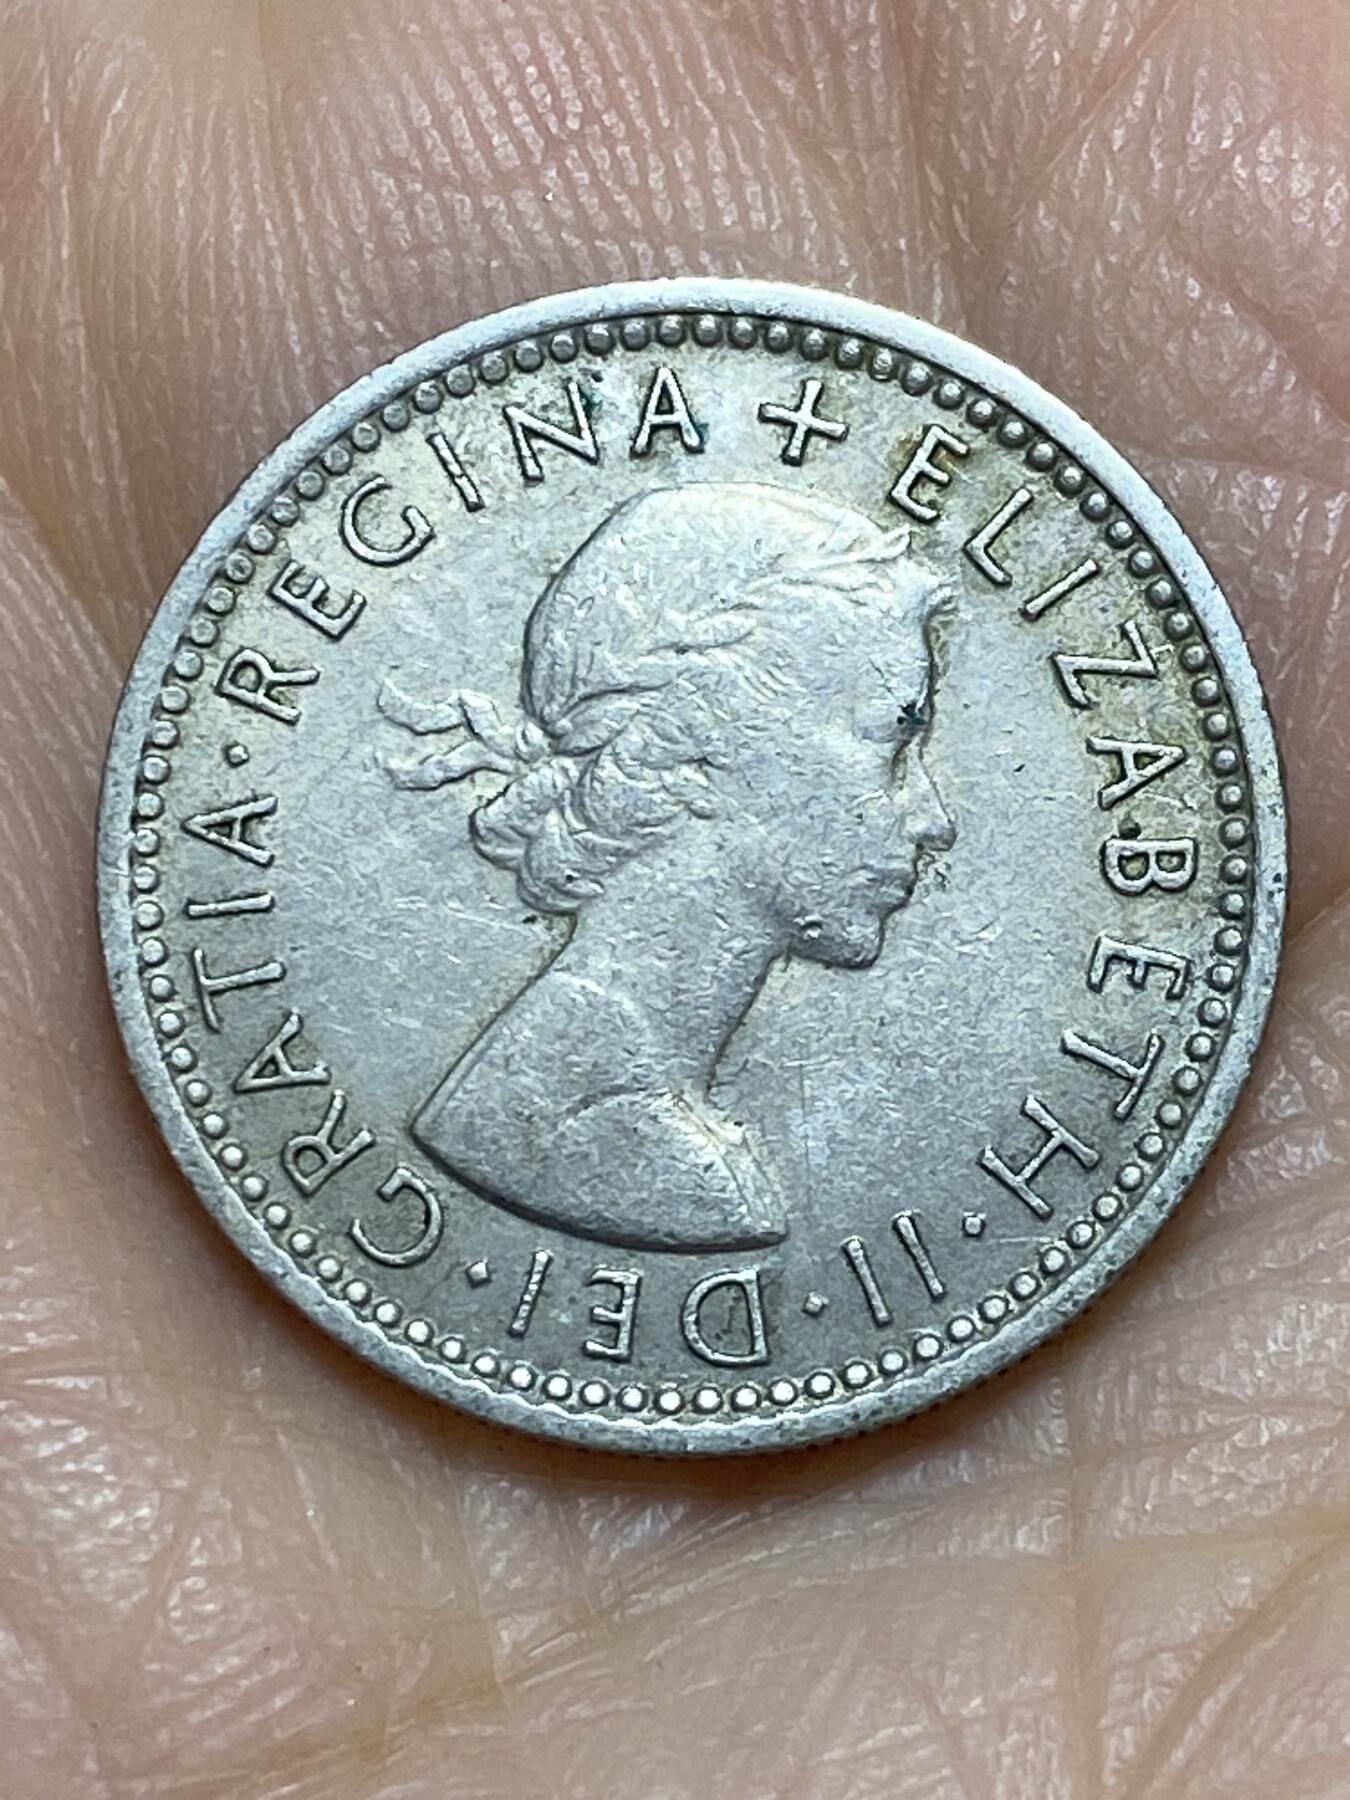 + ELIZABETH · II · DEI · GRATIA · REGINA